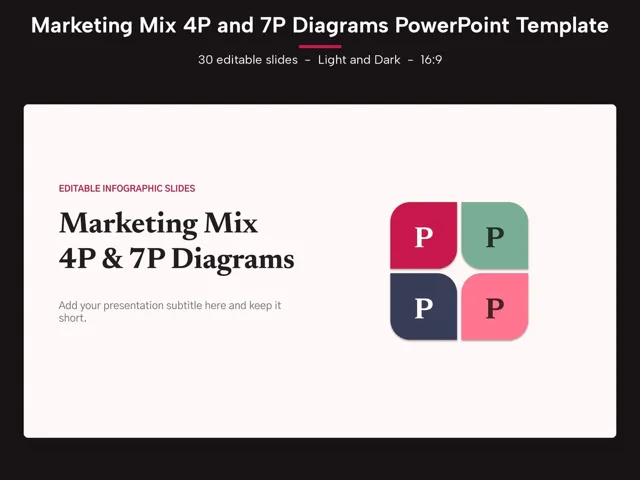 Marketing Mix 4P and 7P Diagrams PowerPoint Template
30 editable slides – Light and Dark – 16:9
EDITABLE INFOGRAPHIC SLIDES
Marketing Mix
4P & 7P Diagrams
Add your presentation subtitle here and keep it
short.
P P
P P